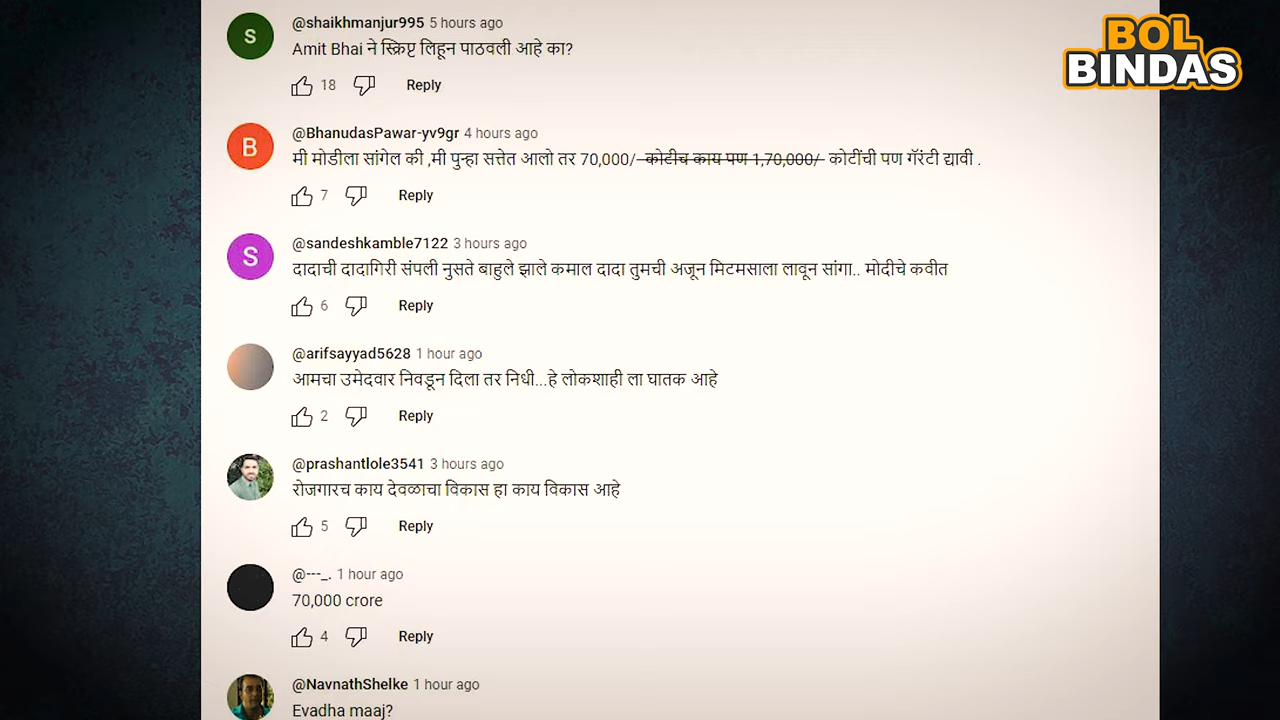 @shaikhmanjur995 5 hours ago
BOL
BINDAS
Amit Bhai ने स्क्रिप्ट लिहून पाठवली आहे का?
18 Reply
@BhanudasPawar-yv9gr 4 hours ago
मी मोडीला सांगेल की ,मी पुन्हा सत्तेत आलो तर 70,000/- कोटीच काय पण 1,70,000/- कोटींची पण गॅरंटी द्यावी .
7 Reply
@sandeshkamble7122 3 hours ago
दादाची दादागिरी संपली नुसते बाहुले झाले कमाल दादा तुमची अजून मिटमसाला लावून सांगा.. मोदीचे कवीत
6 Reply
@arifsayyad5628 1 hour ago
आमचा उमेदवार निवडून दिला तर निधी...हे लोकशाही ला घातक आहे
2 Reply
@prashantlole3541 3 hours ago
रोजगारच काय देवळाचा विकास हा काय विकास आहे
5 Reply
@---_. 1 hour ago
70,000 crore
4 Reply
@NavnathShelke 1 hour ago
Evadha maaj?
S
B
S